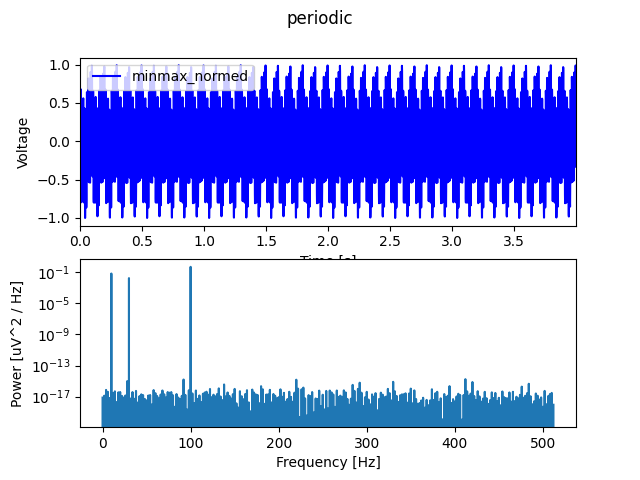 periodic
1.0
0.5
0.0
−0.5
−1.0
Voltage
minmax_normed
0.0 0.5 1.0 1.5 2.0 2.5 3.0 3.5
Time [s]
10^−1
10^−5
10^−9
10^−13
10^−17
Power [uV^2 / Hz]
0 100 200 300 400 500
Frequency [Hz]